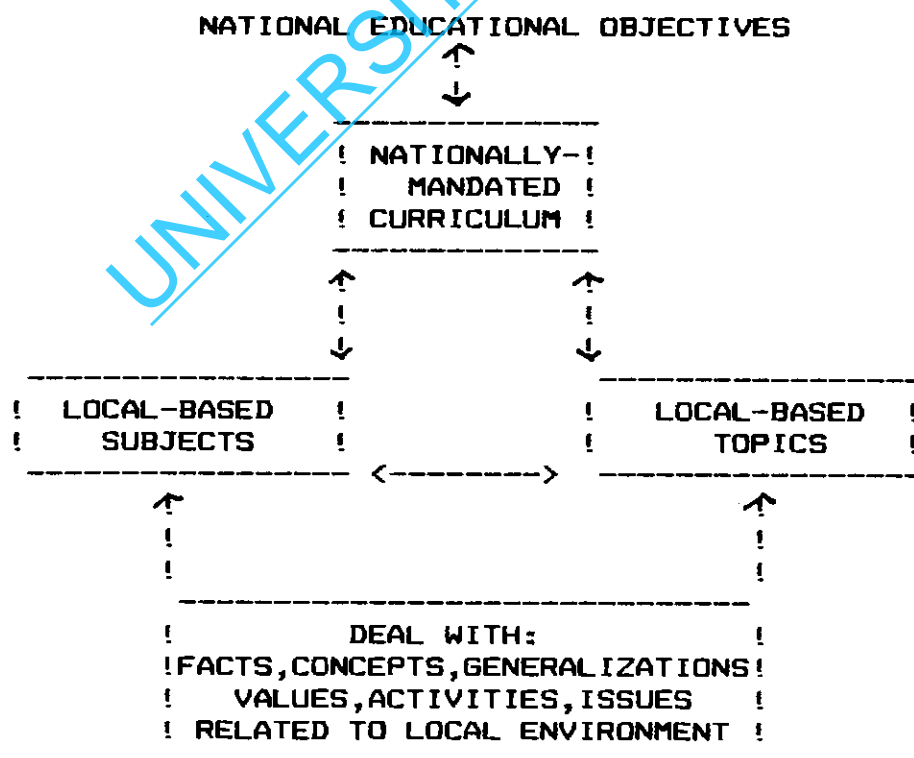 NATIONAL EDUCATIONAL OBJECTIVES
NATIONALLY-
MANDATED
CURRICULUM
LOCAL-BASED
SUBJECTS
LOCAL-BASED
TOPICS
DEAL WITH:
FACTS,CONCEPTS,GENERALIZATIONS
VALUES,ACTIVITIES,ISSUES
RELATED TO LOCAL ENVIRONMENT